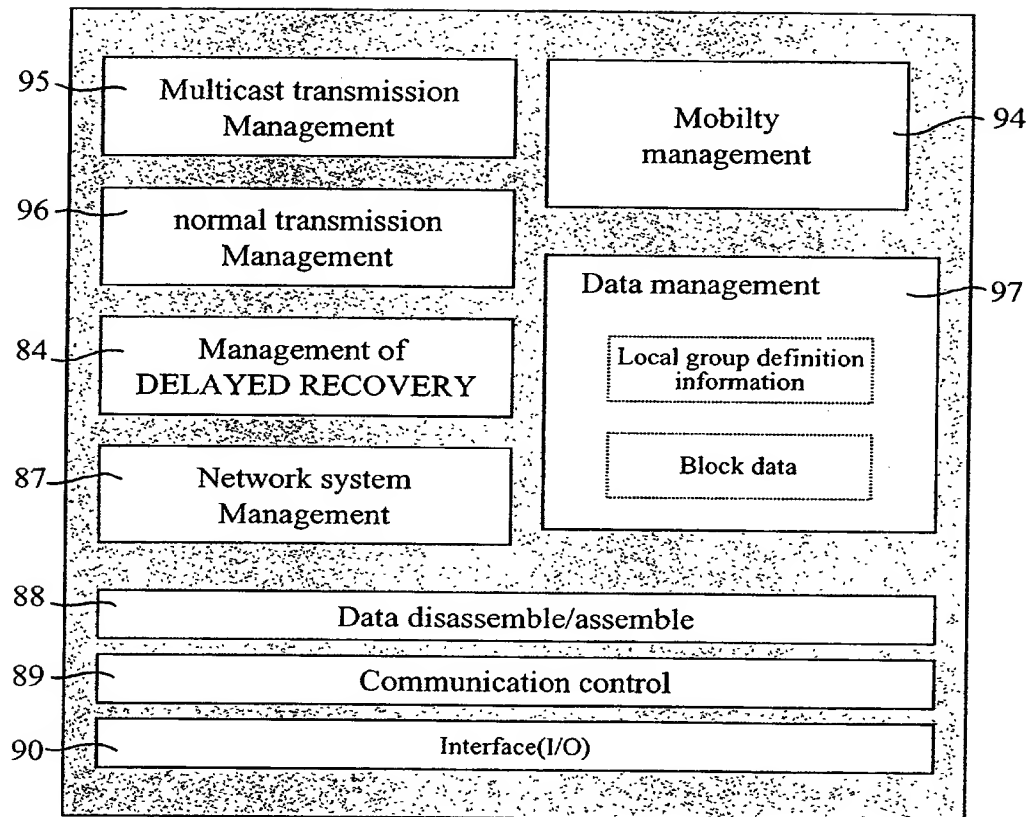 95
Multicast transmission
Management
Mobilty
management
94
96
normal transmission
Management
Data management
97
84
Management of
DELAYED RECOVERY
Local group definition
information
87
Network system
Management
Block data
88
Data disassemble/assemble
89
Communication control
90
Interface(I/O)